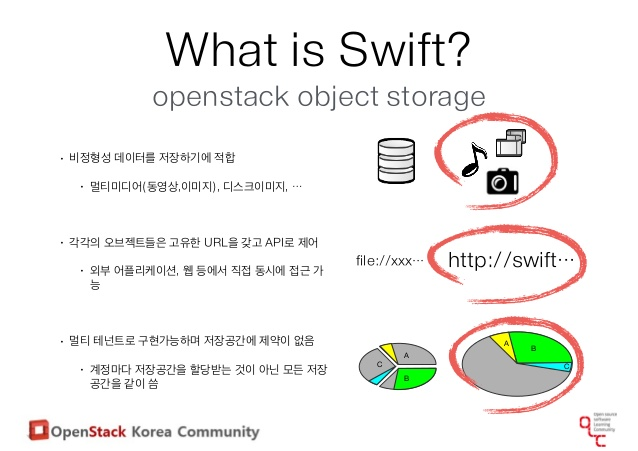 What is Swift?
openstack object storage
• 비정형성 데이터를 저장하기에 적합
• 멀티미디어(동영상,이미지), 디스크이미지, …
• 각각의 오브젝트들은 고유한 URL을 갖고 API로 제어
• 외부 어플리케이션, 웹 등에서 직접 동시에 접근 가
능
file://xxx…
http://swift…
• 멀티 테넌트로 구현가능하며 저장공간에 제약이 없음
• 계정마다 저장공간을 할당받는 것이 아닌 모든 저장
공간을 같이 씀
A
C
B
A
B
C
OpenStack Korea Community
Open source
Software
Learning
Community